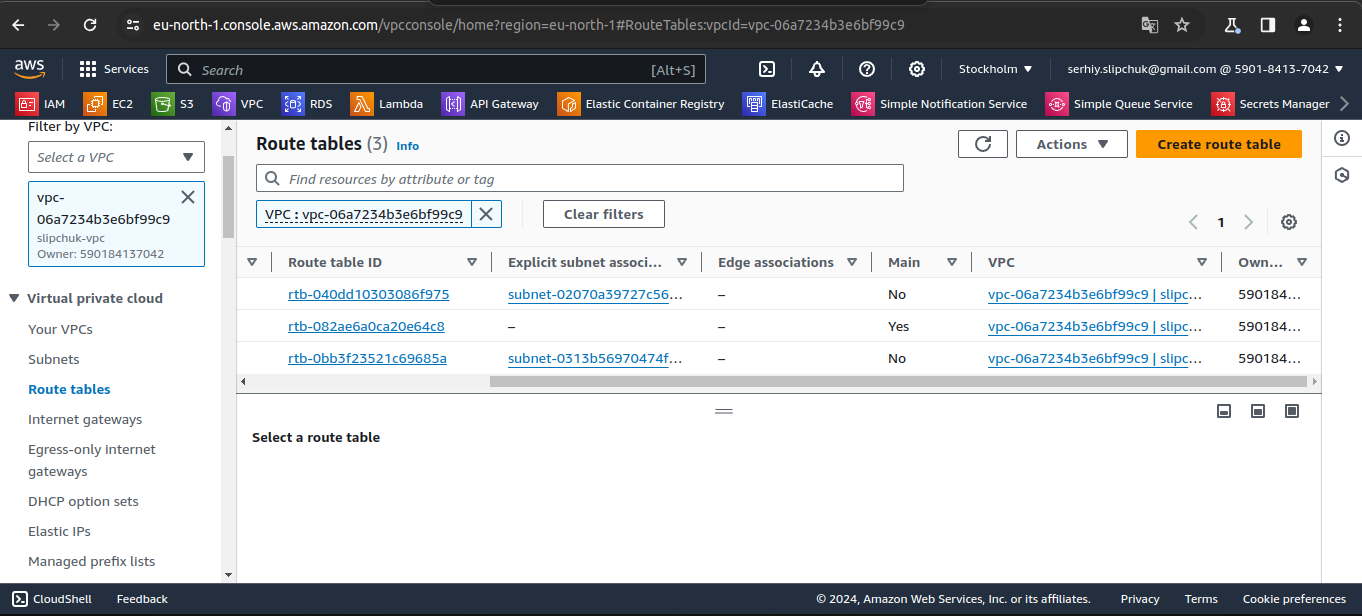 eu-north-1.console.aws.amazon.com/vpcconsole/home?region=eu-north-1#RouteTables:vpcId=vpc-06a7234b3e6bf99c9
aws
Services
Search
[Alt+S]
Stockholm
serhiy.slipchuk@gmail.com @ 5901-8413-7042
IAM
EC2
S3
VPC
RDS
Lambda
API Gateway
Elastic Container Registry
ElastiCache
Simple Notification Service
Simple Queue Service
Secrets Manager
Filter by VPC:
Select a VPC
vpc-
06a7234b3e6bf99c9
slipchuk-vpc
Owner: 590184137042
Virtual private cloud
Your VPCs
Subnets
Route tables
Internet gateways
Egress-only internet
gateways
DHCP option sets
Elastic IPs
Managed prefix lists
Route tables (3) Info
Actions
Create route table
Find resources by attribute or tag
VPC : vpc-06a7234b3e6bf99c9
Clear filters
1
Route table ID Explicit subnet associ... Edge associations Main VPC Own...
rtb-040dd10303086f975 subnet-02070a39727c56... – No vpc-06a7234b3e6bf99c9 | slipc... 590184...
rtb-082ae6a0ca20e64c8 – – Yes vpc-06a7234b3e6bf99c9 | slipc... 590184...
rtb-0bb3f23521c69685a subnet-0313b56970474f... – No vpc-06a7234b3e6bf99c9 | slipc... 590184...
Select a route table
CloudShell
Feedback
© 2024, Amazon Web Services, Inc. or its affiliates.
Privacy
Terms
Cookie preferences